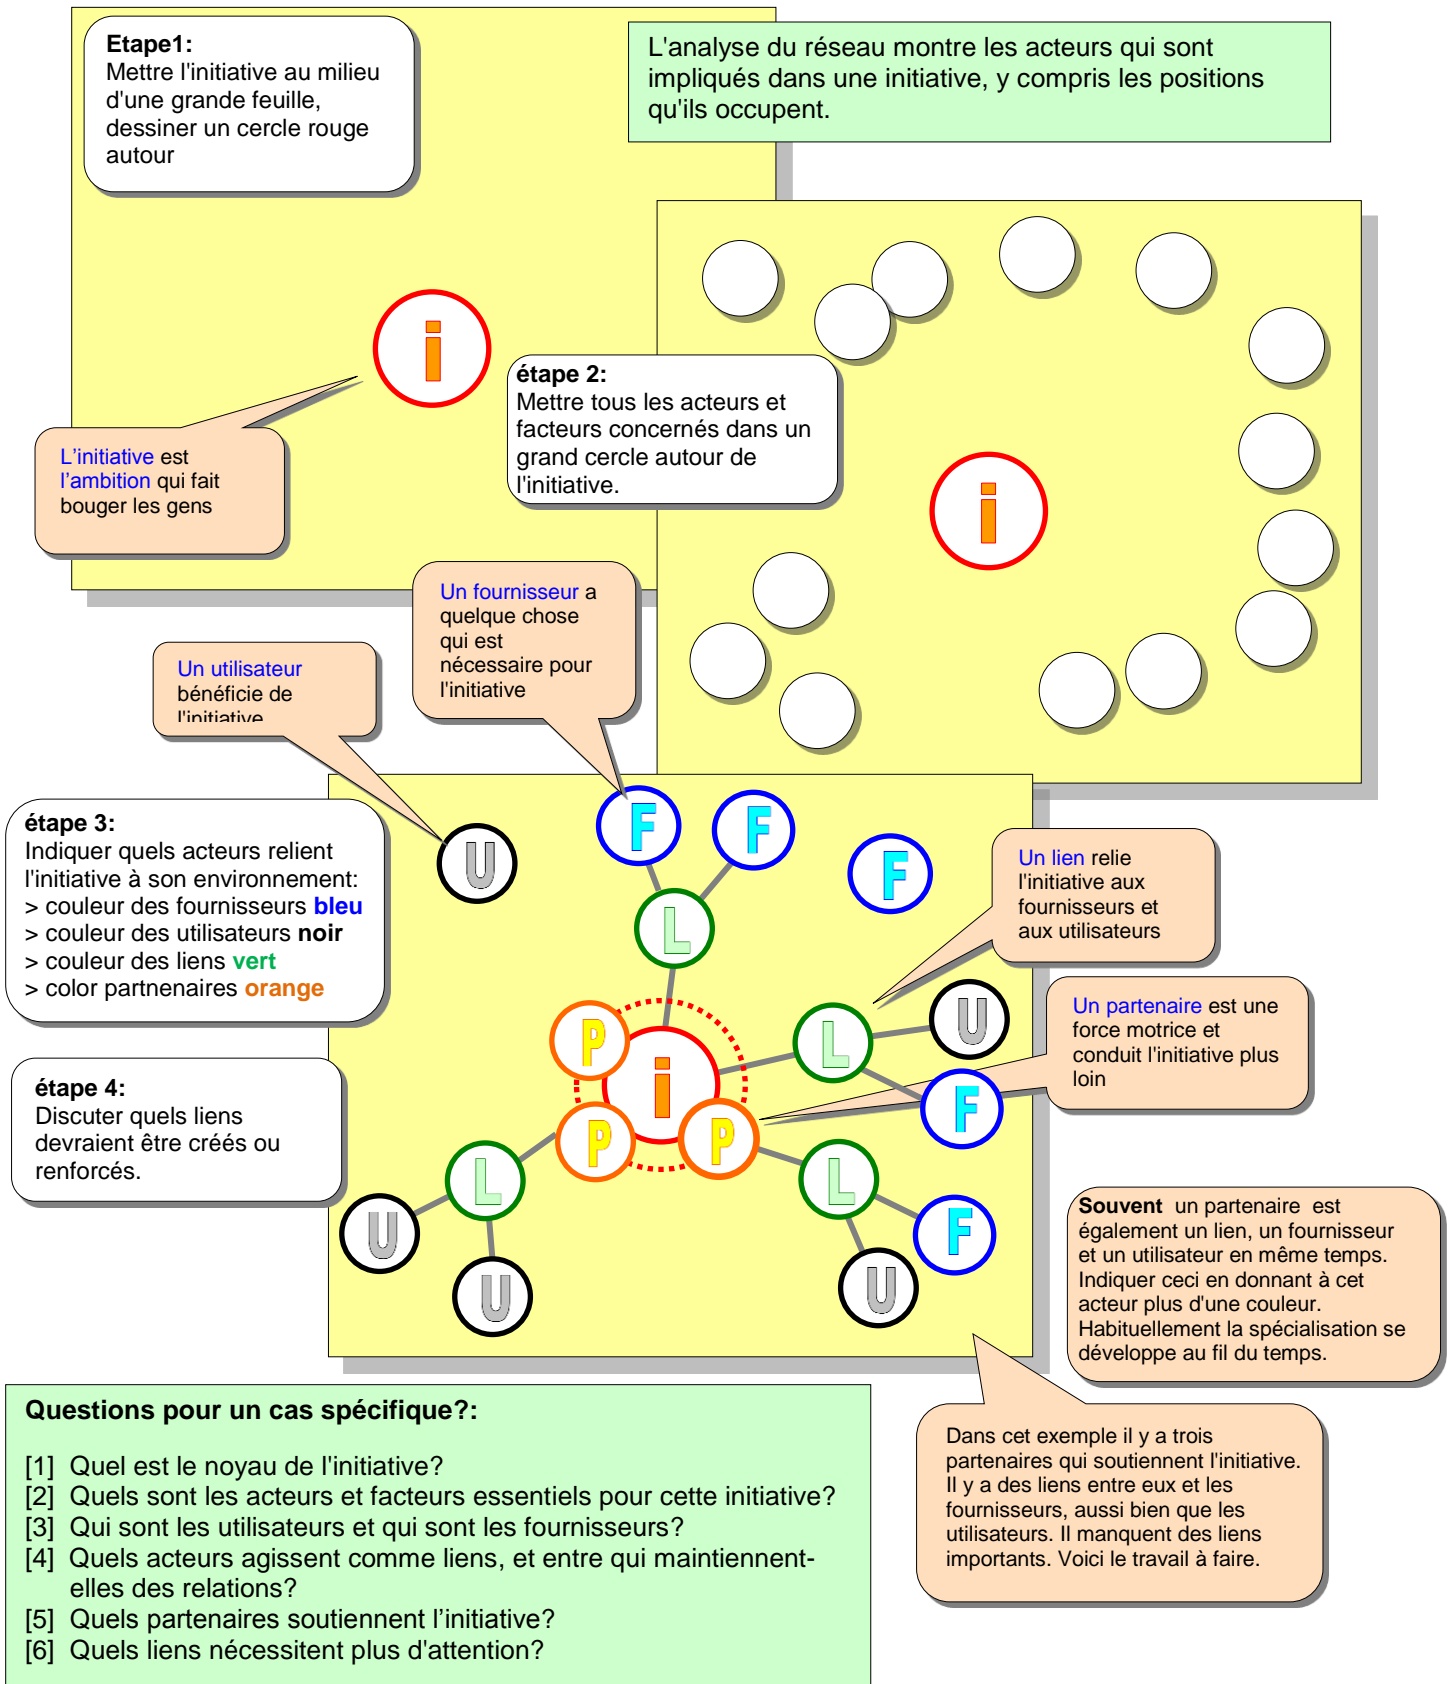 Etape1:
Mettre l'initiative au milieu
d'une grande feuille,
dessiner un cercle rouge
autour
L'analyse du réseau montre les acteurs qui sont
impliqués dans une initiative, y compris les positions
qu'ils occupent.
i
L'initiative est
l'ambition qui fait
bouger les gens
étape 2:
Mettre tous les acteurs et
facteurs concernés dans un
grand cercle autour de
l'initiative.
i
Un fournisseur a
quelque chose
qui est
nécessaire pour
l'initiative
Un utilisateur
bénéficie de
l'initiative
étape 3:
Indiquer quels acteurs relient
l'initiative à son environnement:
> couleur des fournisseurs bleu
> couleur des utilisateurs noir
> couleur des liens vert
> color partnenaires orange
étape 4:
Discuter quels liens
devraient être créés ou
renforcés.
F
F
U
F
L
Un lien relie
l'initiative aux
fournisseurs et
aux utilisateurs
U
P
L
i
Un partenaire est une
force motrice et
conduit l'initiative plus
loin
F
P
P
L
L
U
F
U
U
Souvent un partenaire est
également un lien, un fournisseur
et un utilisateur en même temps.
Indiquer ceci en donnant à cet
acteur plus d'une couleur.
Habituellement la spécialisation se
développe au fil du temps.
Dans cet exemple il y a trois
partenaires qui soutiennent l'initiative.
Il y a des liens entre eux et les
fournisseurs, aussi bien que les
utilisateurs. Il manquent des liens
importants. Voici le travail à faire.
Questions pour un cas spécifique?:
[1] Quel est le noyau de l'initiative?
[2] Quels sont les acteurs et facteurs essentiels pour cette initiative?
[3] Qui sont les utilisateurs et qui sont les fournisseurs?
[4] Quels acteurs agissent comme liens, et entre qui maintiennent-
elles des relations?
[5] Quels partenaires soutiennent l'initiative?
[6] Quels liens nécessitent plus d'attention?